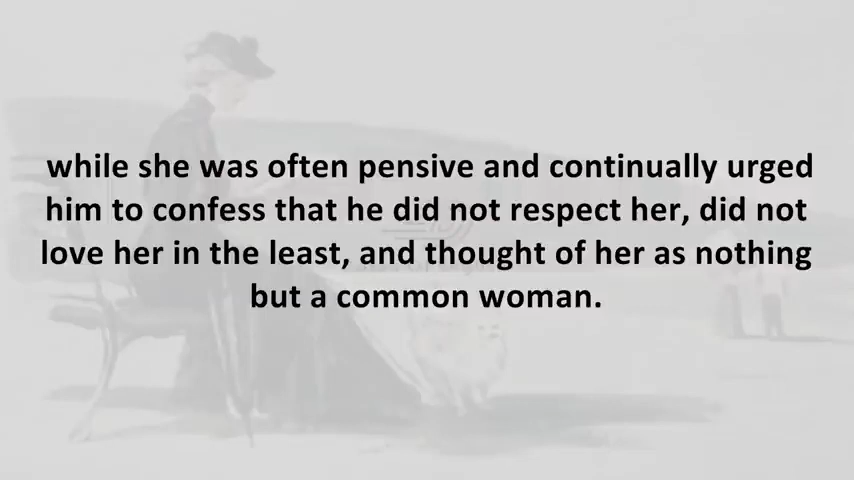 while she was often pensive and continually urged
him to confess that he did not respect her, did not
love her in the least, and thought of her as nothing
but a common woman.